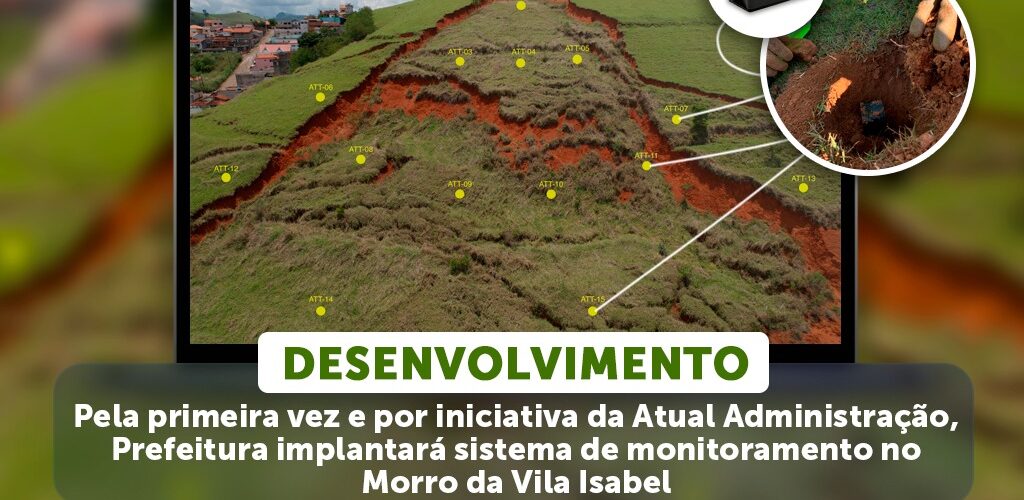 ATT-03
ATT-04
ATT-05
ATT-06
ATT-07
ATT-08
ATT-11
ATT-12
ATT-09
ATT-10
ATT-13
ATT-14
ATT-15
DESENVOLVIMENTO
Pela primeira vez e por iniciativa da Atual Administração,
Prefeitura implantará sistema de monitoramento no
Morro da Vila Isabel